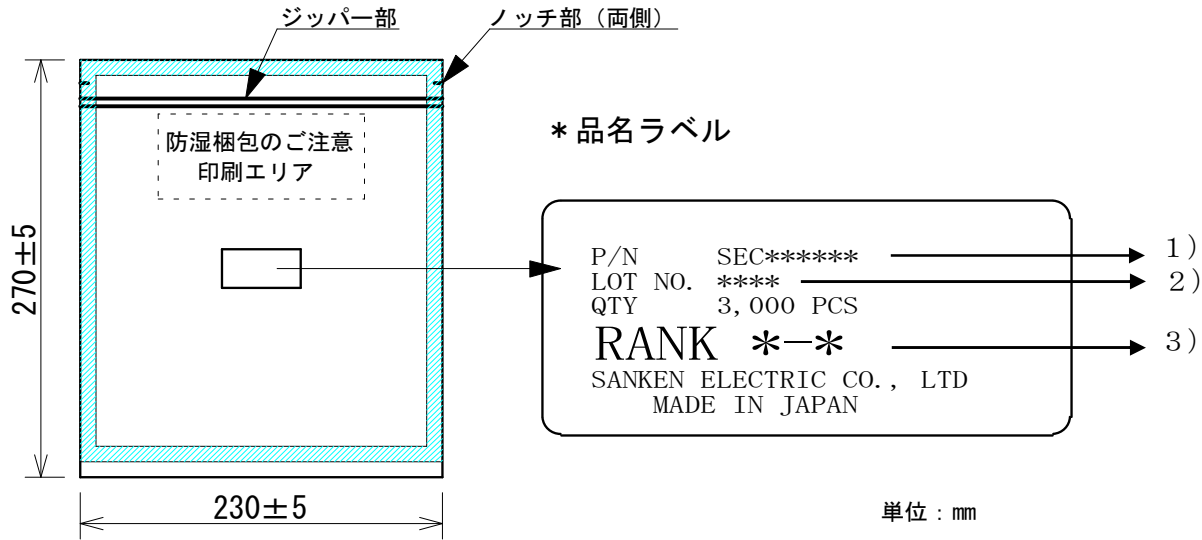 ジッパー部
ノッチ部（両側）
防湿梱包のご注意
印刷エリア
270±5
230±5
*品名ラベル
P/N SEC******
LOT NO. ****
QTY 3,000 PCS
RANK *—*
SANKEN ELECTRIC CO., LTD
MADE IN JAPAN
1)
2)
3)
単位：㎜